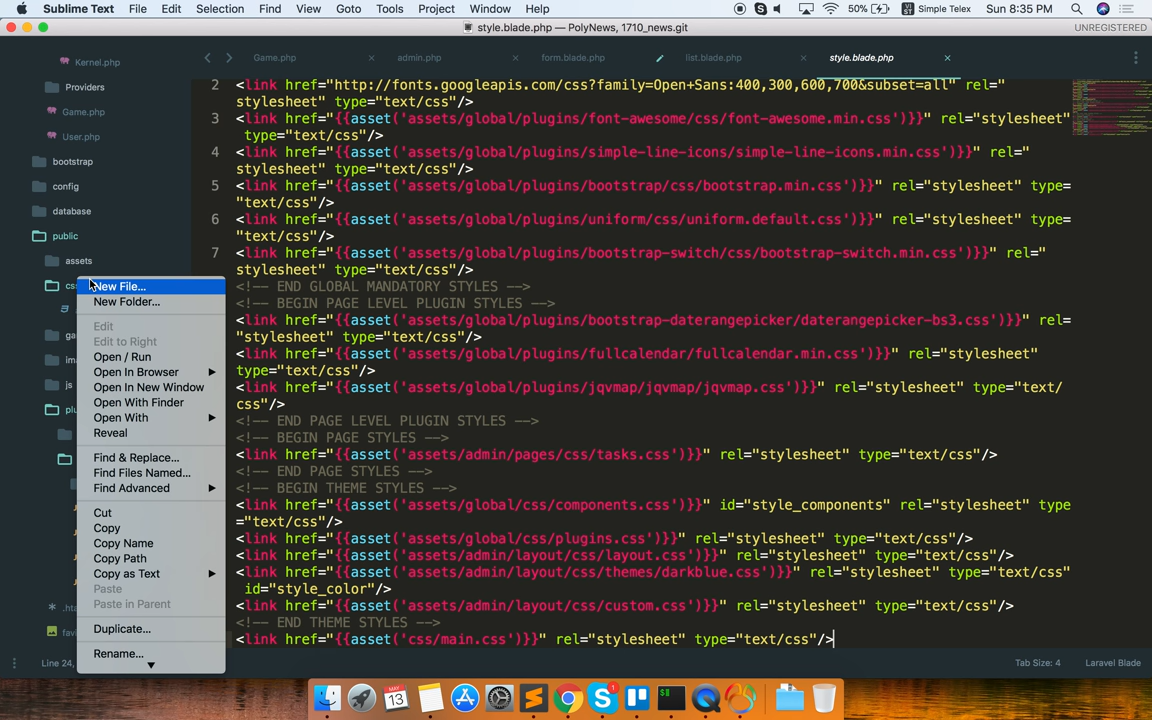 Sublime Text File Edit Selection Find View Goto Tools Project Window Help 50% Simple Telex Sun 8:35 PM
style.blade.php — PolyNews, 1710_news.git UNREGISTERED
Game.php × admin.php × form.blade.php list.blade.php × style.blade.php ×
Kernel.php
Providers
Game.php
User.php
bootstrap
config
database
public
assets
2 <link href="http://fonts.googleapis.com/css?family=Open+Sans:400,300,600,700&subset=all" rel="
stylesheet" type="text/css"/>
3 <link href="{{asset('assets/global/plugins/font-awesome/css/font-awesome.min.css')}}" rel="stylesheet"
type="text/css"/>
4 <link href="{{asset('assets/global/plugins/simple-line-icons/simple-line-icons.min.css')}}" rel="
stylesheet" type="text/css"/>
5 <link href="{{asset('assets/global/plugins/bootstrap/css/bootstrap.min.css')}}" rel="stylesheet" type=
"text/css"/>
6 <link href="{{asset('assets/global/plugins/uniform/css/uniform.default.css')}}" rel="stylesheet" type=
"text/css"/>
7 <link href="{{asset('assets/global/plugins/bootstrap-switch/css/bootstrap-switch.min.css')}}" rel="
stylesheet" type="text/css"/>
<!-- END GLOBAL MANDATORY STYLES -->
<!-- BEGIN PAGE LEVEL PLUGIN STYLES -->
<link href="{{asset('assets/global/plugins/bootstrap-daterangepicker/daterangepicker-bs3.css')}}" rel=
"stylesheet" type="text/css"/>
<link href="{{asset('assets/global/plugins/fullcalendar/fullcalendar.min.css')}}" rel="stylesheet"
type="text/css"/>
<link href="{{asset('assets/global/plugins/jqvmap/jqvmap/jqvmap.css')}}" rel="stylesheet" type="text/
css"/>
<!-- END PAGE LEVEL PLUGIN STYLES -->
<!-- BEGIN PAGE STYLES -->
<link href="{{asset('assets/admin/pages/css/tasks.css')}}" rel="stylesheet" type="text/css"/>
<!-- END PAGE STYLES -->
<!-- BEGIN THEME STYLES -->
<link href="{{asset('assets/global/css/components.css')}}" id="style_components" rel="stylesheet" type
="text/css"/>
<link href="{{asset('assets/global/css/plugins.css')}}" rel="stylesheet" type="text/css"/>
<link href="{{asset('assets/admin/layout/css/layout.css')}}" rel="stylesheet" type="text/css"/>
<link href="{{asset('assets/admin/layout/css/themes/darkblue.css')}}" rel="stylesheet" type="text/css"
id="style_color"/>
<link href="{{asset('assets/admin/layout/css/custom.css')}}" rel="stylesheet" type="text/css"/>
<!-- END THEME STYLES -->
<link href="{{asset('css/main.css')}}" rel="stylesheet" type="text/css"/>
New File...
New Folder...
Edit
Edit to Right
Open / Run
Open In Browser
Open In New Window
Open With Finder
Open With
Reveal
Find & Replace...
Find Files Named...
Find Advanced
Cut
Copy
Copy Name
Copy Path
Copy as Text
Paste
Paste in Parent
Duplicate...
Rename...
js
Line 24,
Tab Size: 4 Laravel Blade
MAY
13
1